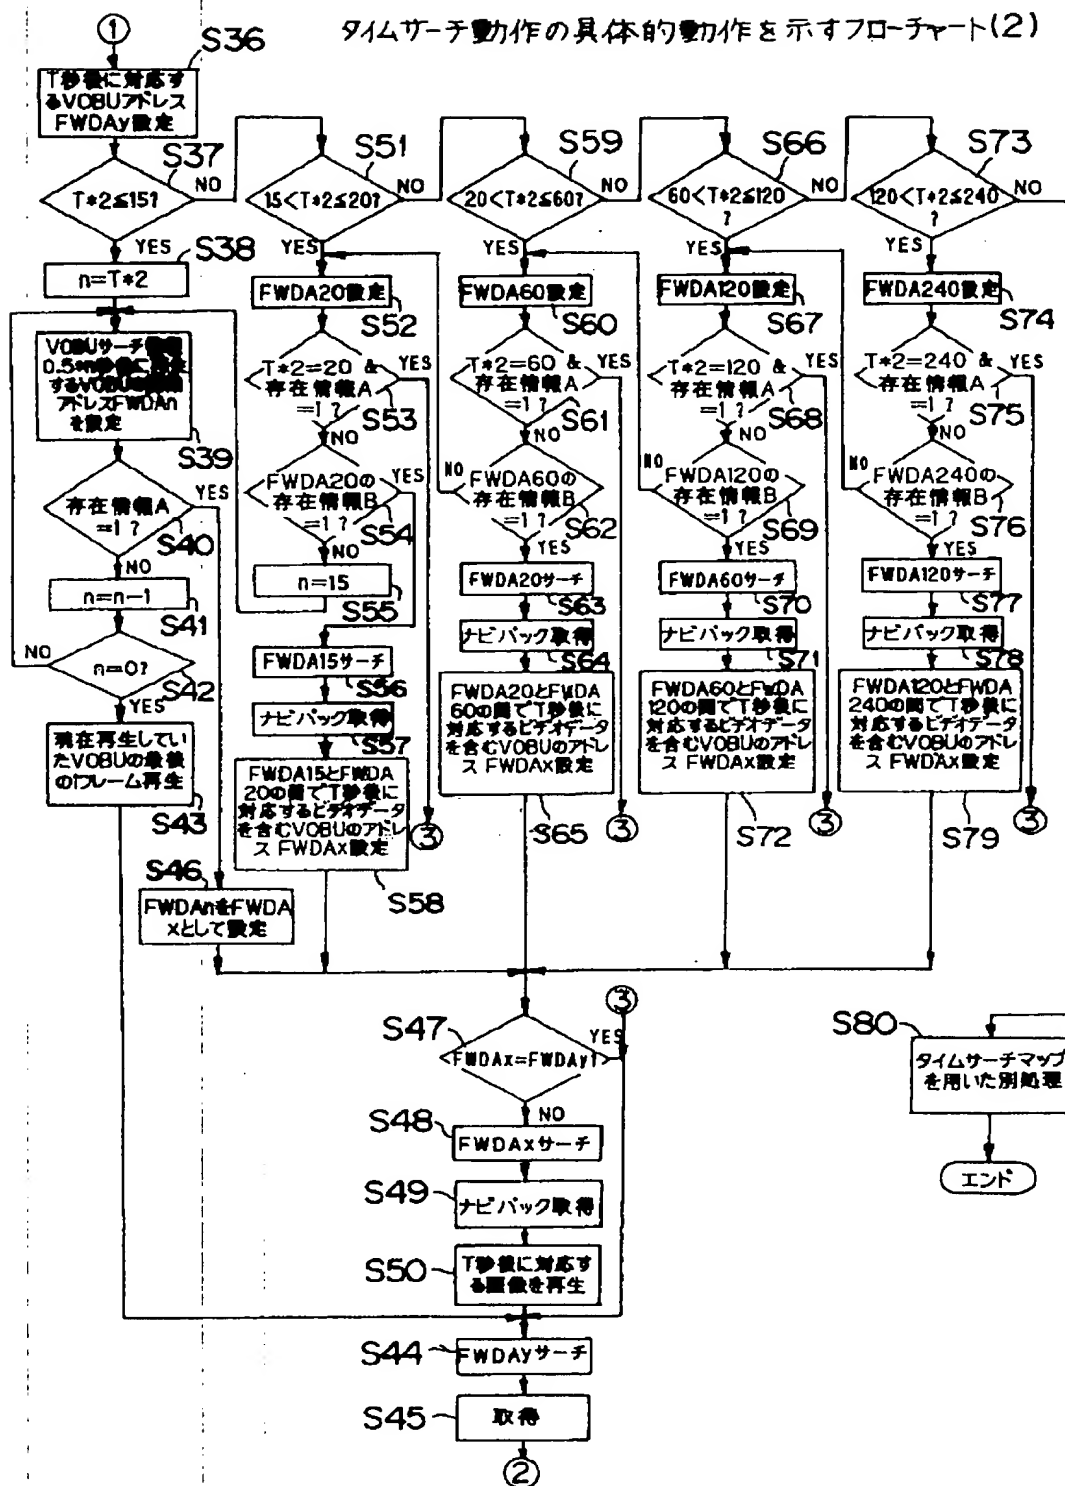 タイムサーチ動作の具体的動作を示すフローチャート(2)
①
S36
T秒後に対応す
るVOBUアドレス
FWDAy設定
S37
T*2≦15?
NO
YES
S38
n=T*2
VOBUサーチ
0.5*n秒後に
するVOBUの
アドレスFWDAn
を設定
S39
存在情報A
=1?
YES
S40
NO
n=n-1
S41
n=0?
NO
S42
YES
現在再生してい
たVOBUの最後
のIフレーム再生
S43
S46
FWDAnをFWDA
xとして設定
S51
15<T*2≦20?
NO
YES
FWDA20設定
S52
T*2=20 &
存在情報A
=1?
YES
S53
NO
FWDA20の
存在情報B
=1?
YES
S54
NO
n=15
S55
FWDA15サーチ
S56
ナビパック取得
S57
FWDA15とFWDA
20の間でT秒後に
対応するビデオデータ
を含むVOBUのアドレ
ス FWDAx設定
S58
③
S59
20<T*2≦60?
NO
YES
FWDA60設定
S60
T*2=60 &
存在情報A
=1?
YES
S61
NO
FWDA60の
存在情報B
=1?
NO
S62
YES
FWDA20サーチ
S63
ナビパック取得
S64
FWDA20とFWDA
60の間でT秒後に
対応するビデオデータ
を含むVOBUのアドレ
ス FWDAx設定
S65
③
S66
60<T*2≦120
?
NO
YES
FWDA120設定
S67
T*2=120 &
存在情報A
=1?
YES
S68
NO
FWDA120の
存在情報B
=1?
NO
S69
YES
FWDA60サーチ
S70
ナビパック取得
S71
FWDA60とFWDA
120の間でT秒後に
対応するビデオデータ
を含むVOBUのアドレ
ス FWDAx設定
S72
③
S73
120<T*2≦240
?
NO
YES
FWDA240設定
S74
T*2=240 &
存在情報A
=1?
YES
S75
NO
FWDA240の
存在情報B
=1?
NO
S76
YES
FWDA120サーチ
S77
ナビパック取得
S78
FWDA120とFWDA
240の間でT秒後に
対応するビデオデータ
を含むVOBUのアドレ
ス FWDAx設定
S79
③
③
S47
FWDAx=FWDAy?
YES
NO
S48
FWDAxサーチ
S49
ナビパック取得
S50
T秒後に対応す
る画像を再生
S44
FWDAyサーチ
S45
取得
②
S80
タイムサーチマップ
を用いた別処理
エンド